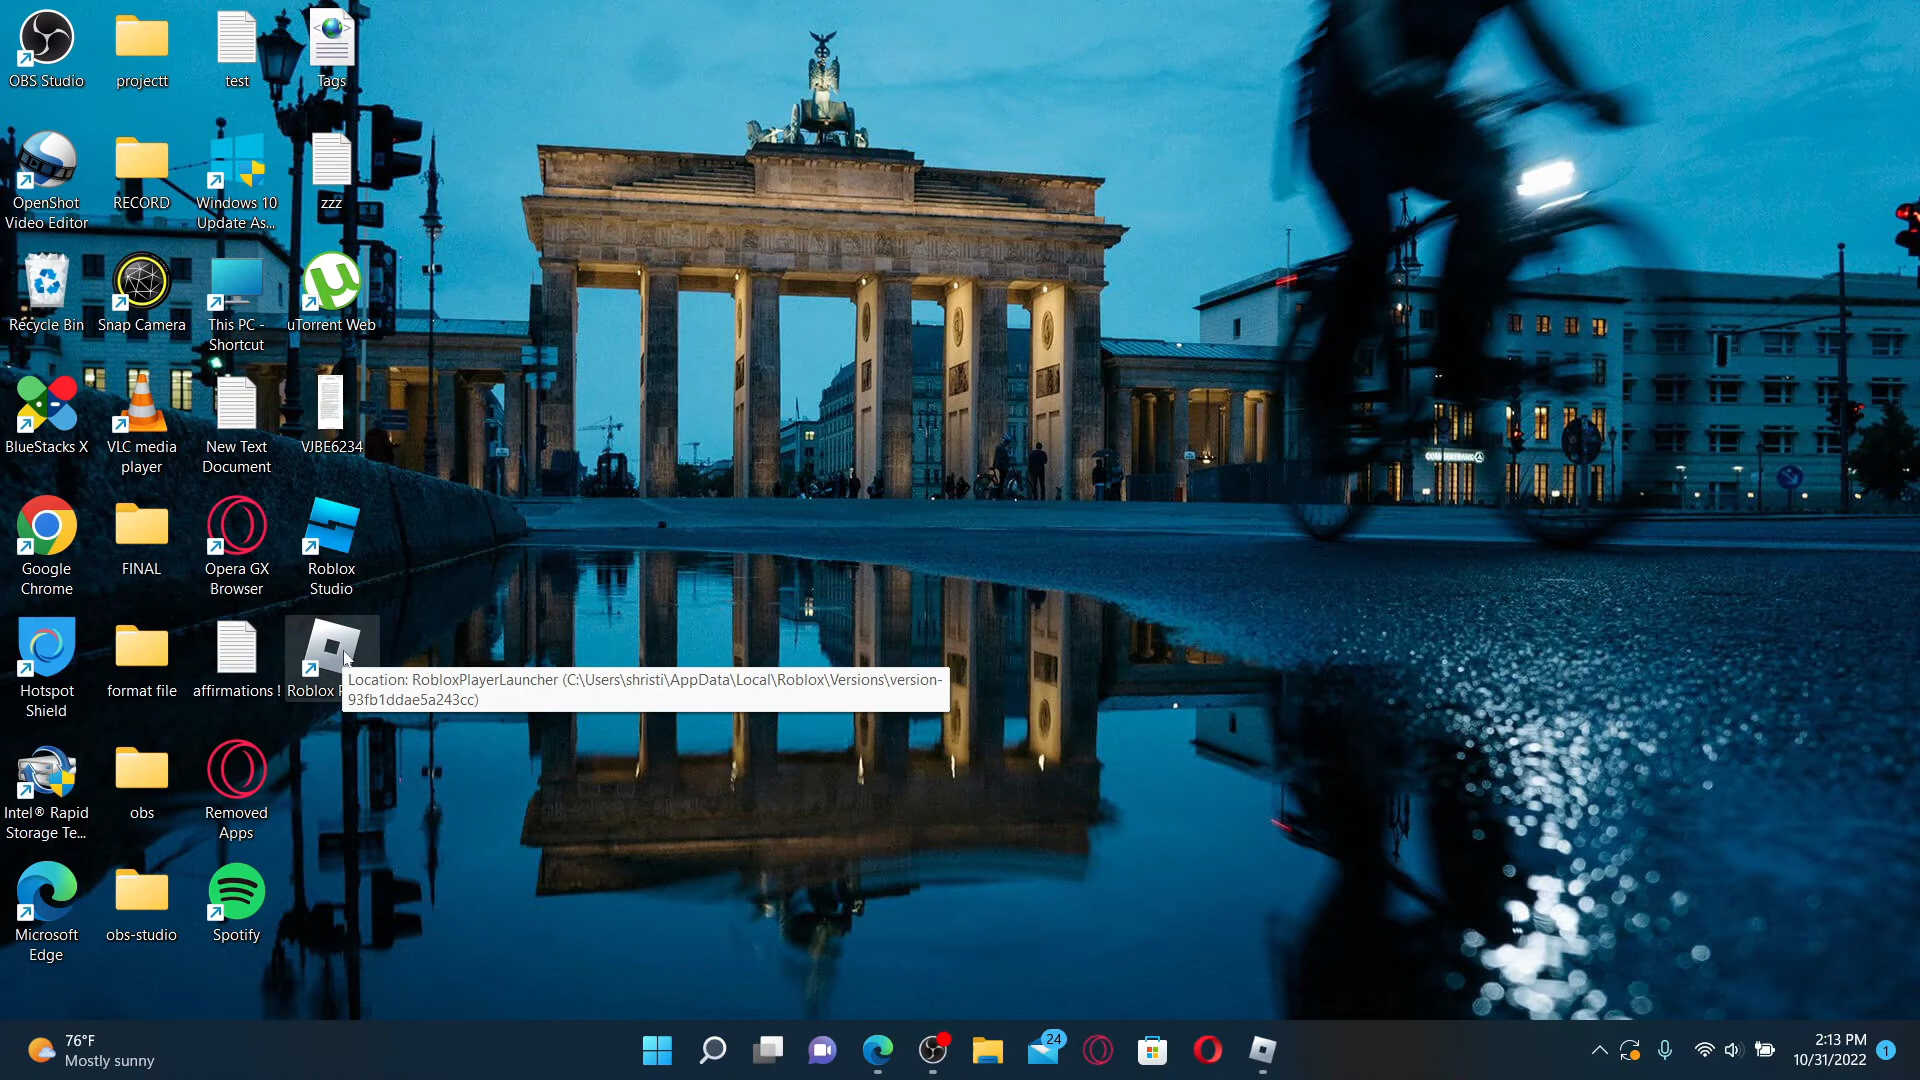 OBS Studio
projectt
test
Tags
OpenShot
Video Editor
RECORD
Windows 10
Update As...
zzz
Recycle Bin
Snap Camera
This PC -
Shortcut
uTorrent Web
BlueStacks X
VLC media
player
New Text
Document
VJBE6234
Google
Chrome
FINAL
Opera GX
Browser
Roblox
Studio
Hotspot
Shield
format file
affirmations !
Roblox P
Location: RobloxPlayerLauncher (C:\Users\shristi\AppData\Local\Roblox\Versions\version-
93fb1ddae5a243cc)
Intel® Rapid
Storage Te...
obs
Removed
Apps
Microsoft
Edge
obs-studio
Spotify
76°F
Mostly sunny
24
2:13 PM
10/31/2022
1